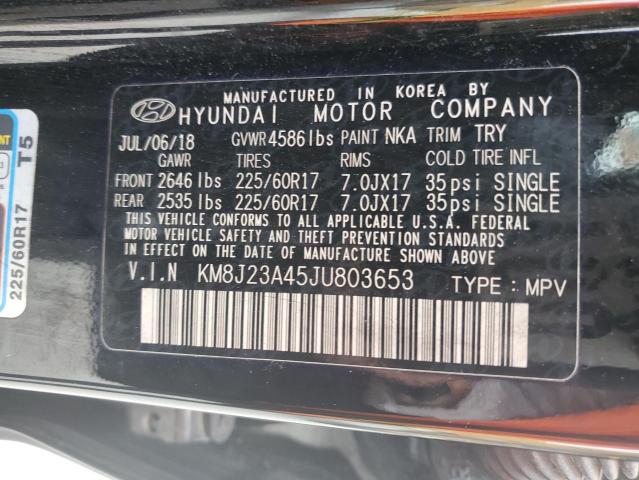 MANUFACTURED IN KOREA BY
HYUNDAI MOTOR COMPANY
JUL/06/18 GVWR4586lbs PAINT NKA TRIM TRY
GAWR TIRES RIMS COLD TIRE INFL
FRONT 2646 lbs 225/60R17 7.0JX17 35psi SINGLE
REAR 2535 lbs 225/60R17 7.0JX17 35psi SINGLE
THIS VEHICLE CONFORMS TO ALL APPLICABLE U.S.A. FEDERAL
MOTOR VEHICLE SAFETY AND THEFT PREVENTION STANDARDS
IN EFFECT ON THE DATE OF MANUFACTURE SHOWN ABOVE
V.I.N KM8J23A45JU803653 TYPE: MPV
225/60R17 T5